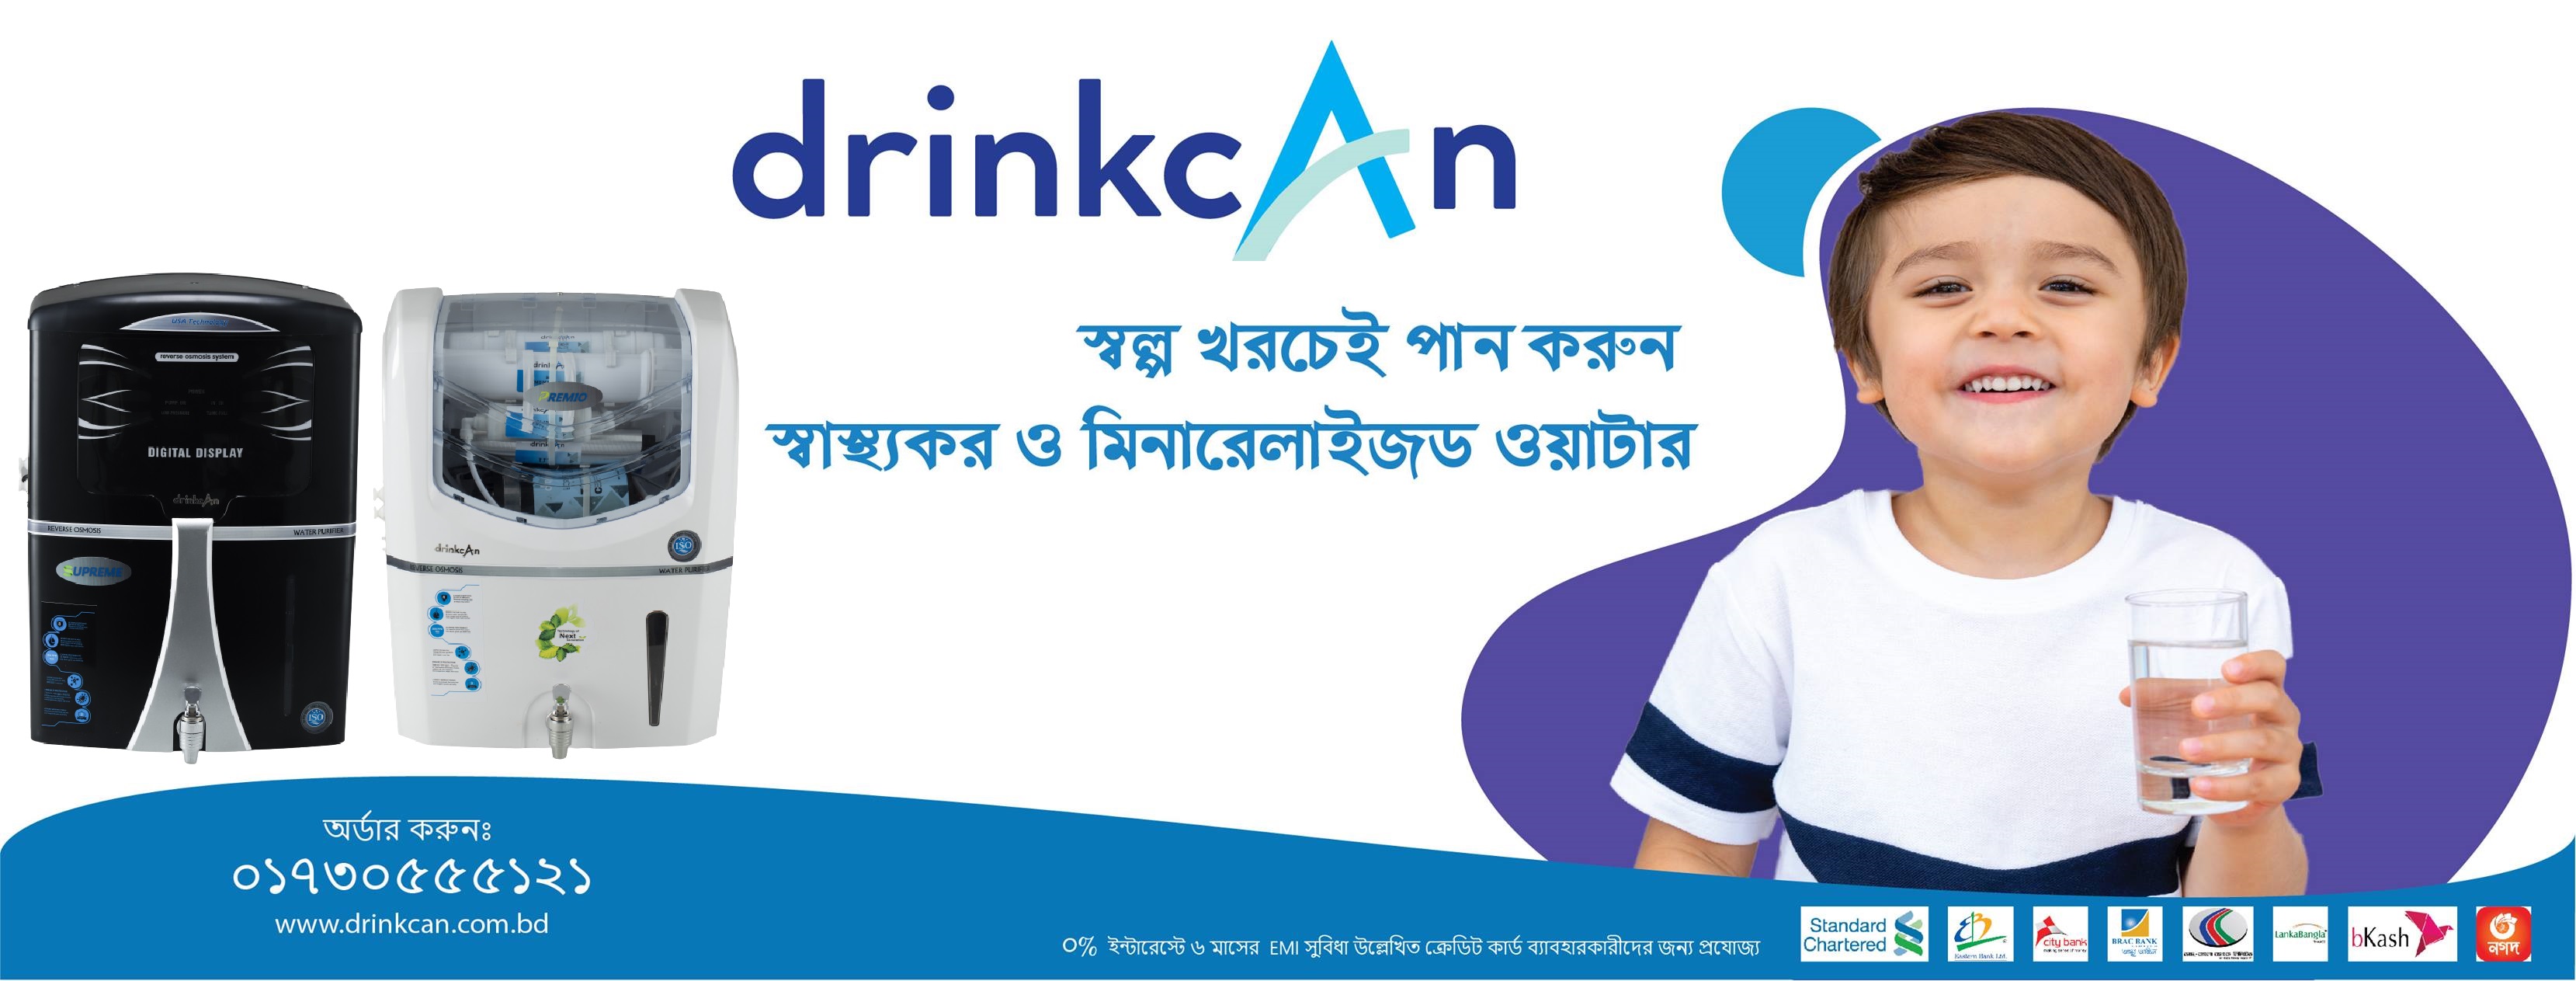 drinkcAn
স্বল্প খরচেই পান করুন
স্বাস্থ্যকর ও মিনারেলাইজড ওয়াটার
USA Technology
reverse osmosis system
DIGITAL DISPLAY
drinkcAn
REVERSE OSMOSIS
WATER PURIFIER
SUPREME
ISO
PREMIO
drinkcAn
ISO
REVERSE OSMOSIS
WATER PURIFIER
Next
অর্ডার করুনঃ
০১৭৩০৫৫৫১২১
www.drinkcan.com.bd
০% ইন্টারেস্টে ৬ মাসের EMI সুবিধা উল্লেখিত ক্রেডিট কার্ড ব্যাবহারকারীদের জন্য প্রযোজ্য
Standard
Chartered
Eastern Bank Ltd.
city bank
BRAC BANK
LankaBangla
bKash
নগদ